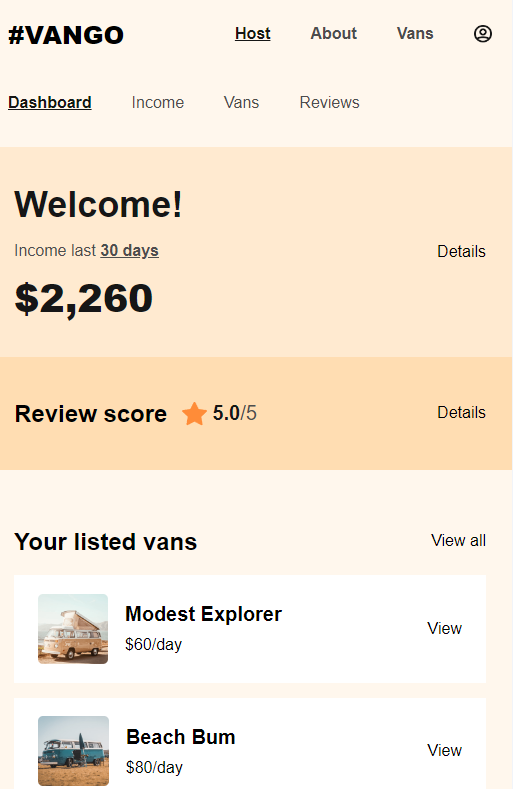 #VANGO Host About Vans
Dashboard Income Vans Reviews
Welcome!
Income last 30 days
Details
$2,260
Review score 5.0/5 Details
Your listed vans View all
Modest Explorer
$60/day
View
Beach Bum
$80/day
View